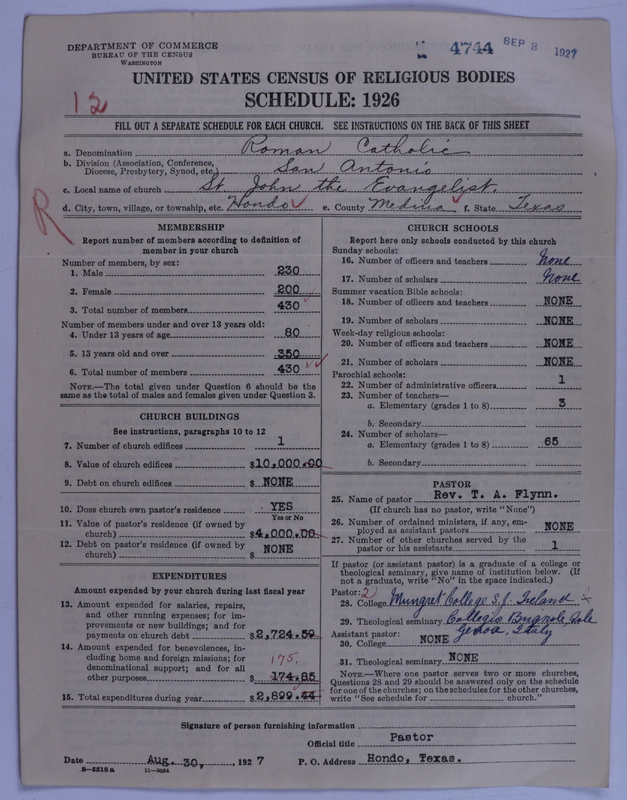 DEPARTMENT OF COMMERCE
BUREAU OF THE CENSUS
WASHINGTON
4744 SEP 3 1927
UNITED STATES CENSUS OF RELIGIOUS BODIES
12
SCHEDULE: 1926
FILL OUT A SEPARATE SCHEDULE FOR EACH CHURCH. SEE INSTRUCTIONS ON THE BACK OF THIS SHEET
a. Denomination Roman Catholic
b. Division (Association, Conference, Diocese, Presbytery, Synod, etc.) San Antonio
c. Local name of church St. John the Evangelist.
d. City, town, village, or township, etc. Hondo e. County Medina f. State Texas
R
MEMBERSHIP
Report number of members according to definition of
member in your church
Number of members, by sex:
1. Male 230
2. Female 200
3. Total number of members 430
Number of members under and over 13 years old:
4. Under 13 years of age 80
5. 13 years old and over 350
6. Total number of members 430
NOTE.—The total given under Question 6 should be the
same as the total of males and females given under Question 3.
CHURCH BUILDINGS
See instructions, paragraphs 10 to 12
7. Number of church edifices 1
8. Value of church edifices $10,000.00
9. Debt on church edifices $ NONE
10. Does church own pastor's residence YES
Yes or No
11. Value of pastor's residence (if owned by
church) $4,000.00
12. Debt on pastor's residence (if owned by
church) $ NONE
EXPENDITURES
Amount expended by your church during last fiscal year
13. Amount expended for salaries, repairs,
and other running expenses; for im-
provements or new buildings; and for
payments on church debt $2,724.59
14. Amount expended for benevolences, in-
cluding home and foreign missions; for
denominational support; and for all
175.
other purposes $ 174.85
15. Total expenditures during year $2,899.44
CHURCH SCHOOLS
Report here only schools conducted by this church
Sunday schools:
16. Number of officers and teachers None
17. Number of scholars None
Summer vacation Bible schools:
18. Number of officers and teachers NONE
19. Number of scholars NONE
Week-day religious schools:
20. Number of officers and teachers NONE
21. Number of scholars NONE
Parochial schools:
22. Number of administrative officers 1
23. Number of teachers—
a. Elementary (grades 1 to 8) 3
b. Secondary
24. Number of scholars—
a. Elementary (grades 1 to 8) 65
b. Secondary
PASTOR
25. Name of pastor Rev. T. A. Flynn.
(If church has no pastor, write "None")
26. Number of ordained ministers, if any, em-
ployed as assistant pastors NONE
27. Number of other churches served by the
pastor or his assistants 1
If pastor (or assistant pastor) is a graduate of a college or
theological seminary, give name of institution below. (If
not a graduate, write "No" in the space indicated.)
Pastor: 2
28. College Mungret College S.J. Ireland
29. Theological seminary Collegio Brignole Sale
Genoa, Italy
Assistant pastor:
30. College NONE
31. Theological seminary NONE
NOTE.—Where one pastor serves two or more churches,
Questions 28 and 29 should be answered only on the schedule
for one of the churches; on the schedules for the other churches,
write "See schedule for church."
Signature of person furnishing information
Official title Pastor
Date Aug. 30, 1927 P. O. Address Hondo, Texas.
8—5518a 11—9024